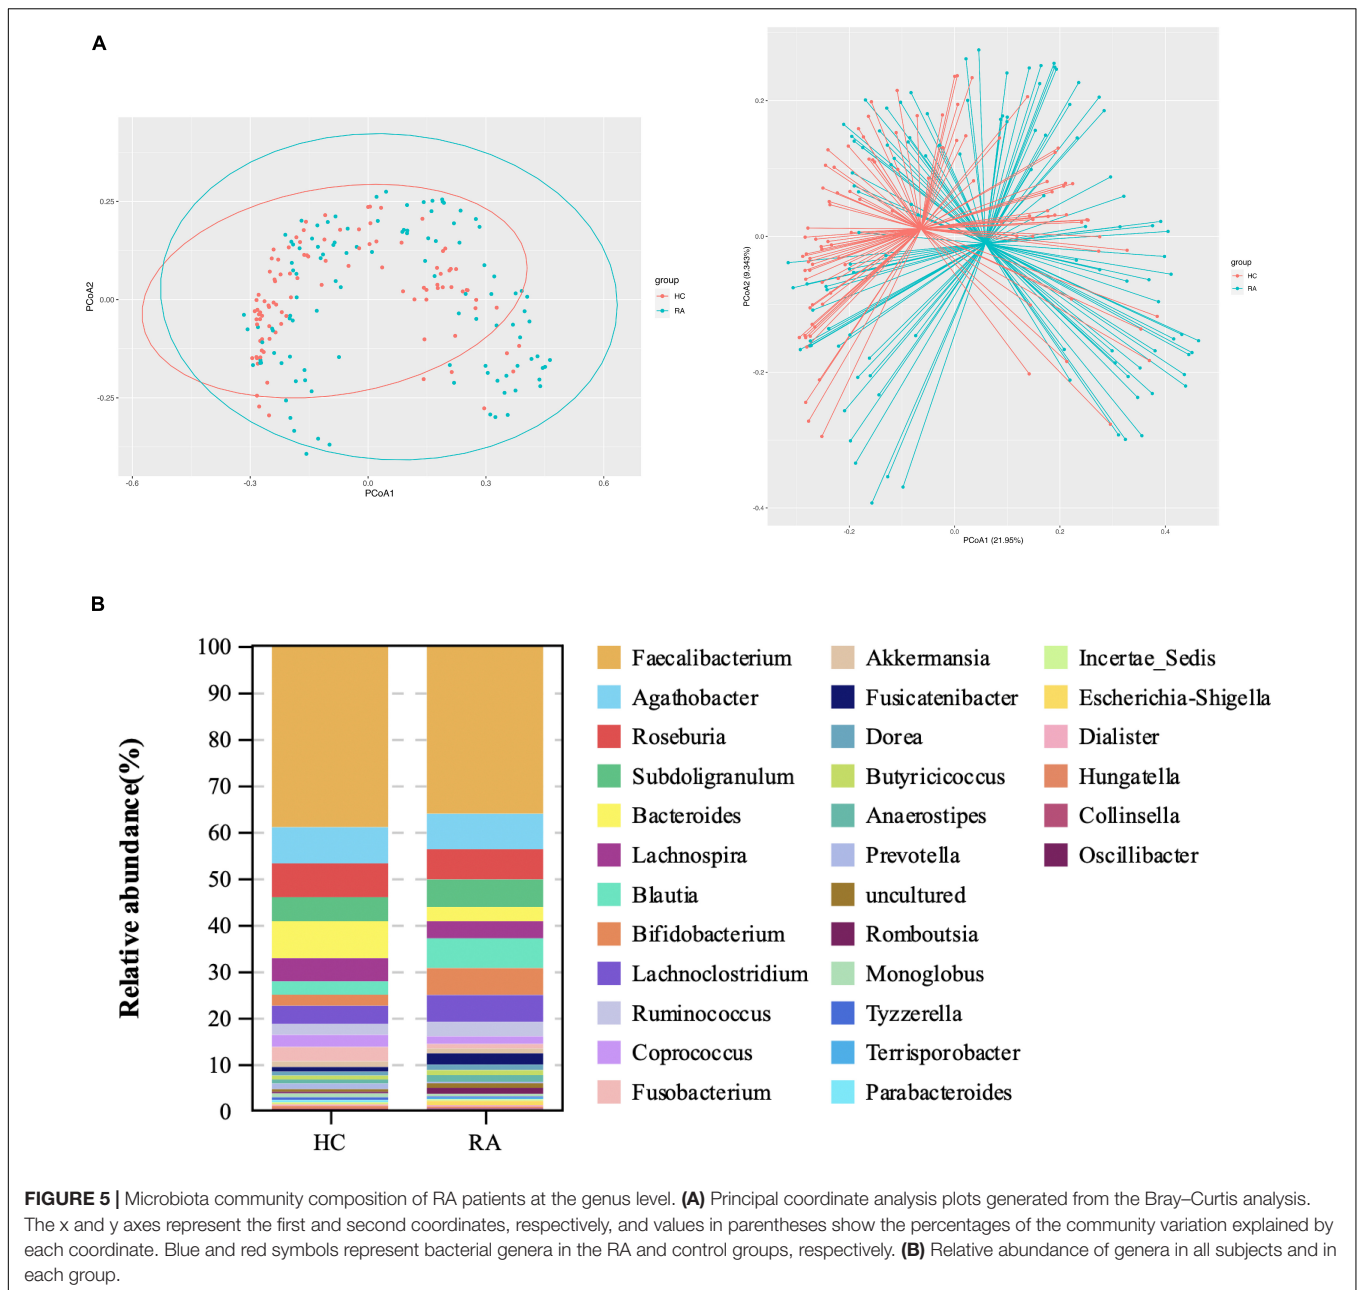 A
0.25
0.00
-0.25
PCoA2
-0.6
-0.3
0.0
0.3
0.6
PCoA1
group
HC
RA
0.2
0.0
-0.2
-0.4
PCoA2 (9.343%)
-0.2
0.0
0.2
0.4
PCoA1 (21.95%)
group
HC
RA
B
100
90
80
70
60
50
40
30
20
10
0
Relative abundance(%)
HC
RA
Faecalibacterium
Agathobacter
Roseburia
Subdoligranulum
Bacteroides
Lachnospira
Blautia
Bifidobacterium
Lachnoclostridium
Ruminococcus
Coprococcus
Fusobacterium
Akkermansia
Fusicatenibacter
Dorea
Butyricicoccus
Anaerostipes
Prevotella
uncultured
Romboutsia
Monoglobus
Tyzzerella
Terrisporobacter
Parabacteroides
Incertae_Sedis
Escherichia-Shigella
Dialister
Hungatella
Collinsella
Oscillibacter
FIGURE 5 | Microbiota community composition of RA patients at the genus level. (A) Principal coordinate analysis plots generated from the Bray–Curtis analysis.
The x and y axes represent the first and second coordinates, respectively, and values in parentheses show the percentages of the community variation explained by
each coordinate. Blue and red symbols represent bacterial genera in the RA and control groups, respectively. (B) Relative abundance of genera in all subjects and in
each group.